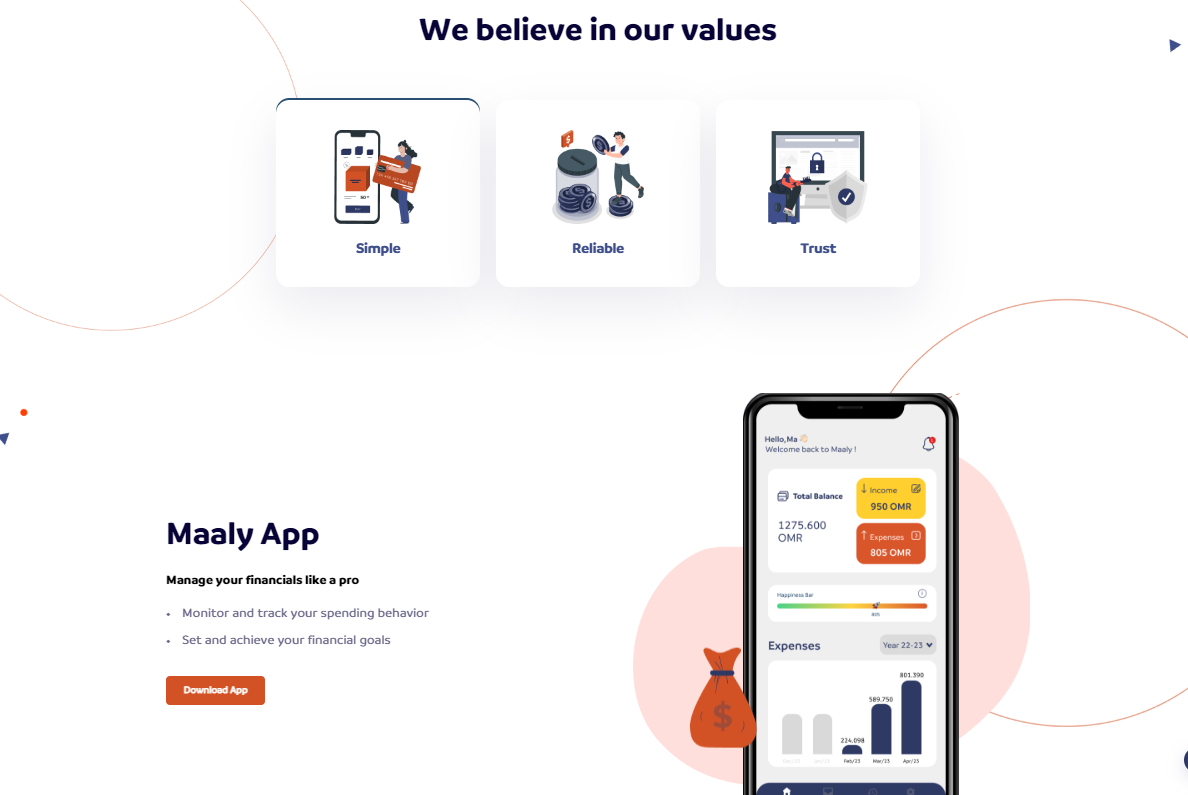 We believe in our values
Simple
Reliable
Trust
Maaly App
Manage your financials like a pro
• Monitor and track your spending behavior
• Set and achieve your financial goals
Download App
Hello,Ma
Welcome back to Maaly !
Total Balance
1275.600
OMR
Income
950 OMR
Expenses
805 OMR
Happiness Bar
Expenses
Year 22-23
801.390
589.750
224.098
Feb/23
Mar/23
Apr/23
$